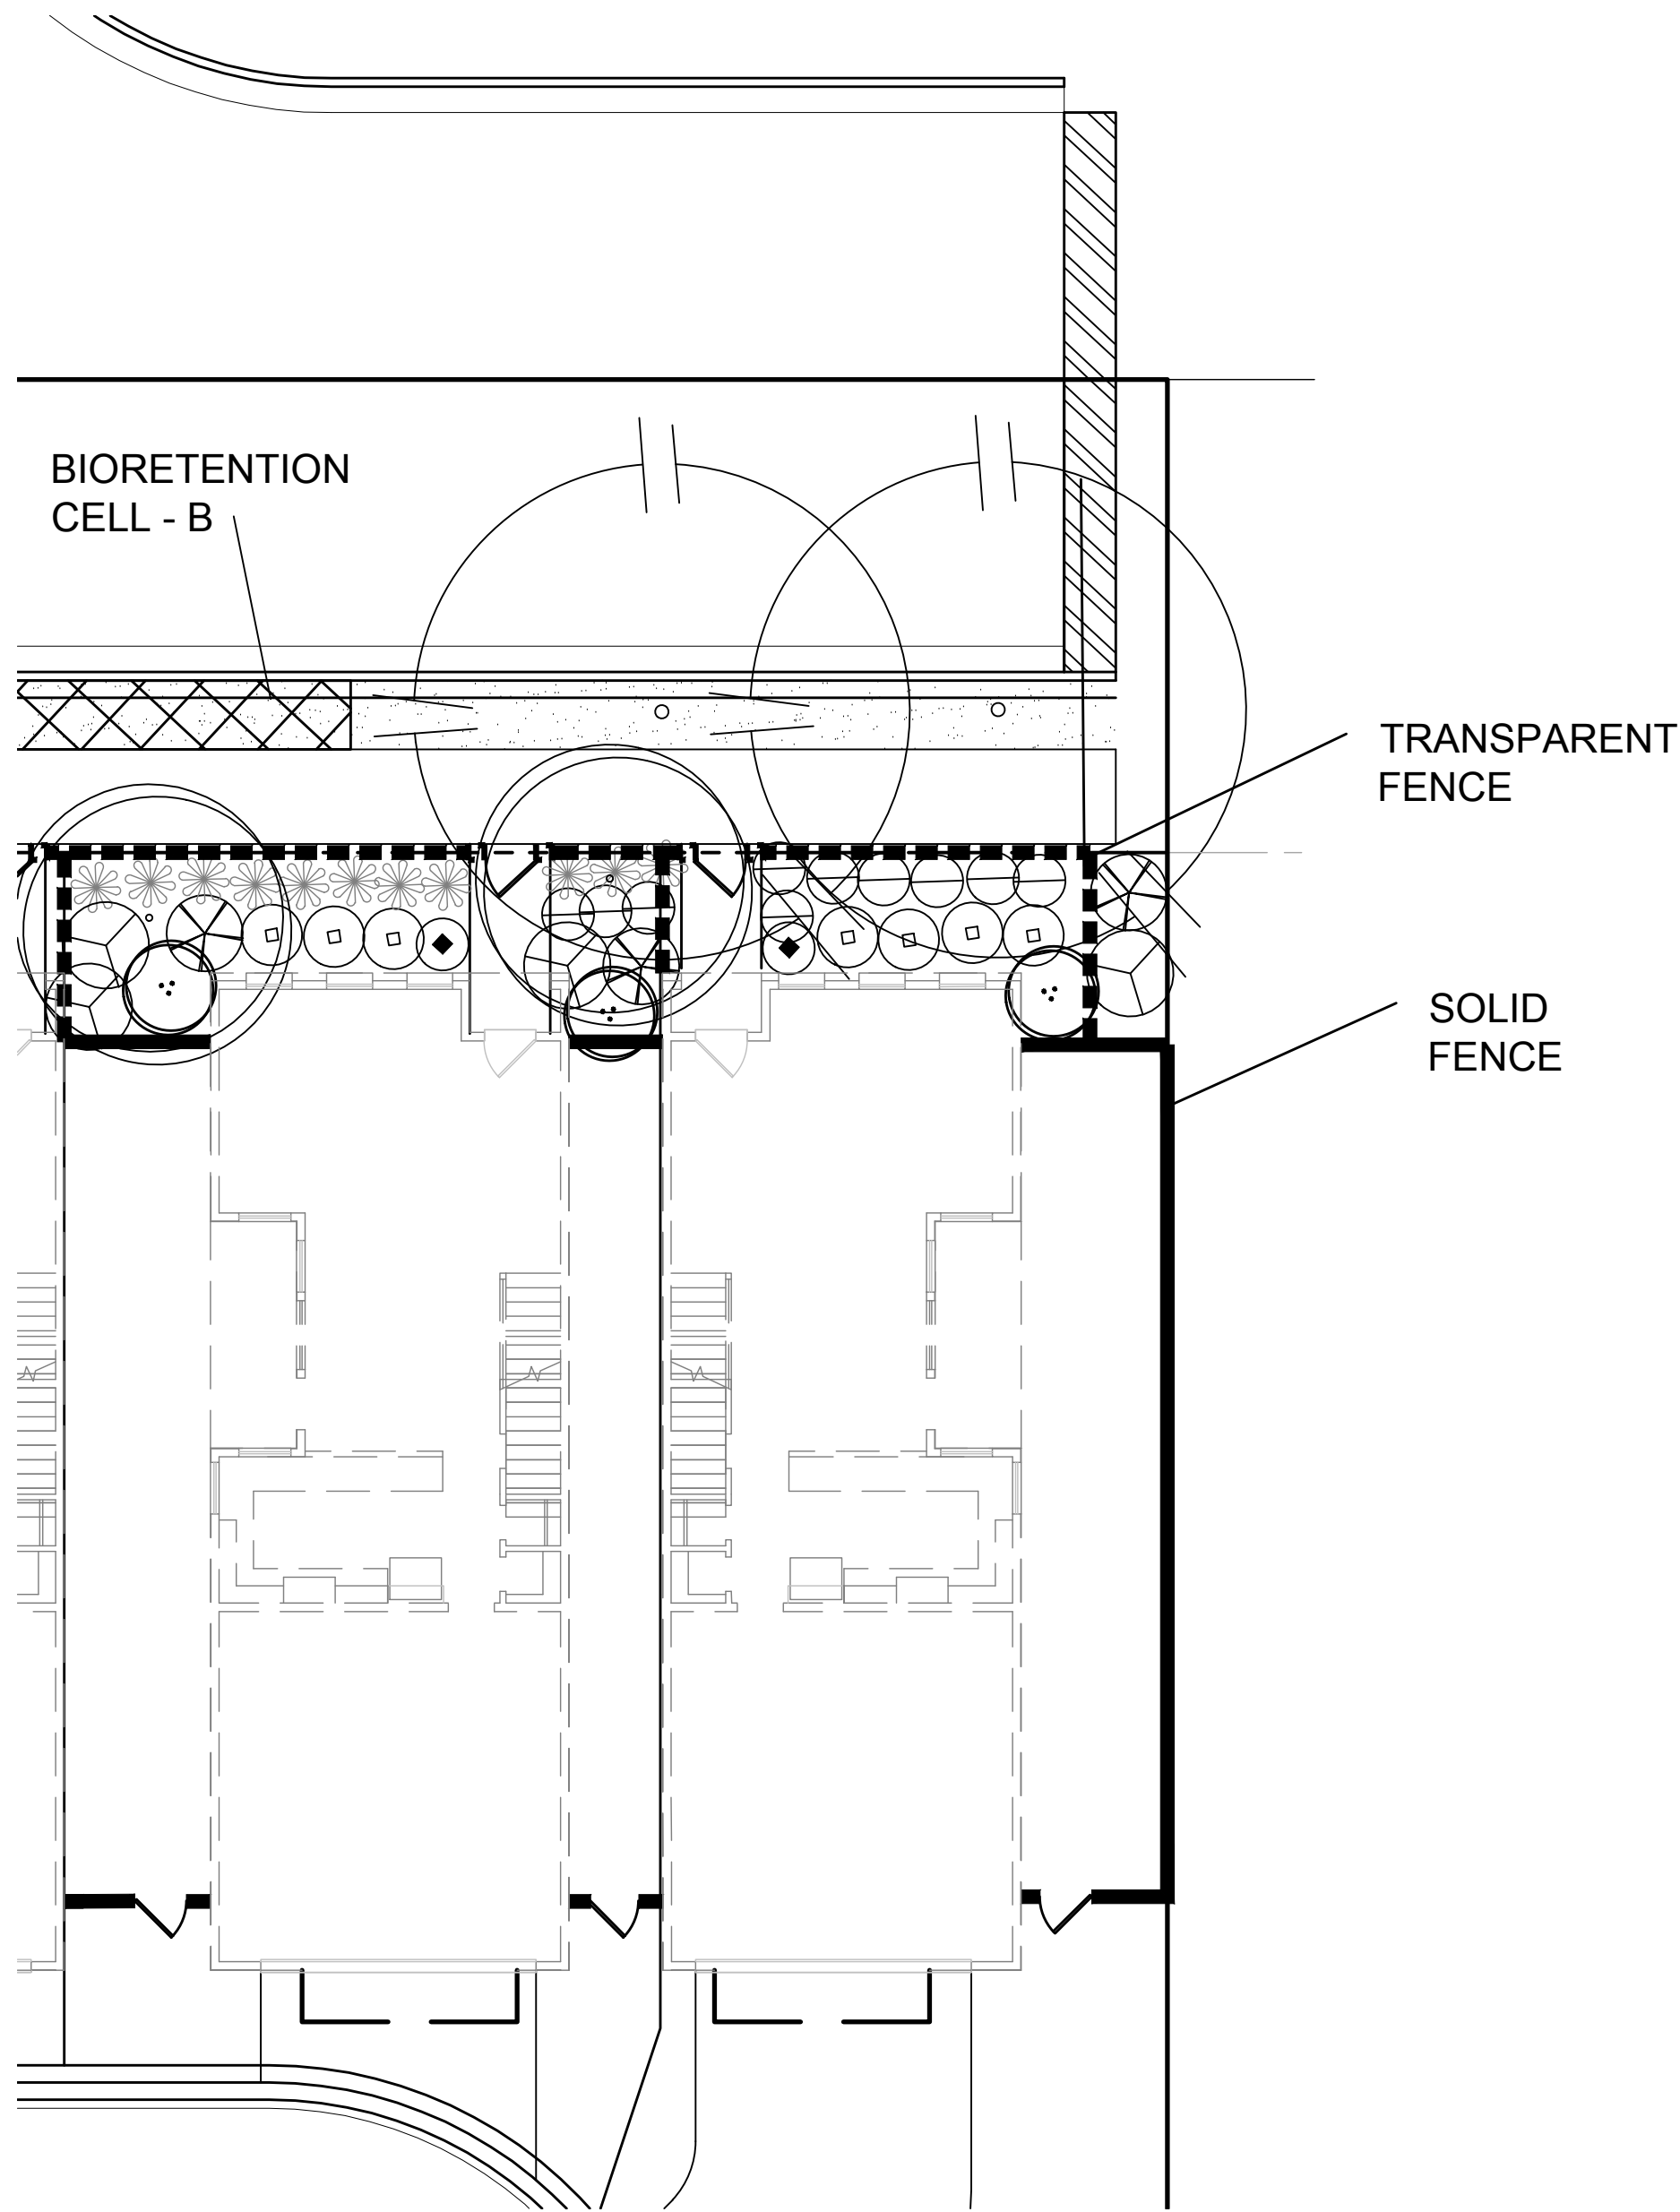 BIORETENTION
CELL - B
TRANSPARENT
FENCE
SOLID
FENCE